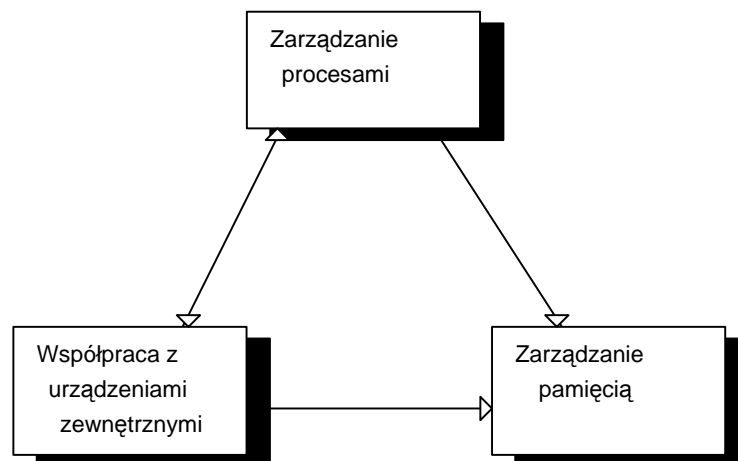 Zarządzanie
procesami
Współpraca z
urządzeniami
zewnętrznymi
Zarządzanie
pamięcią